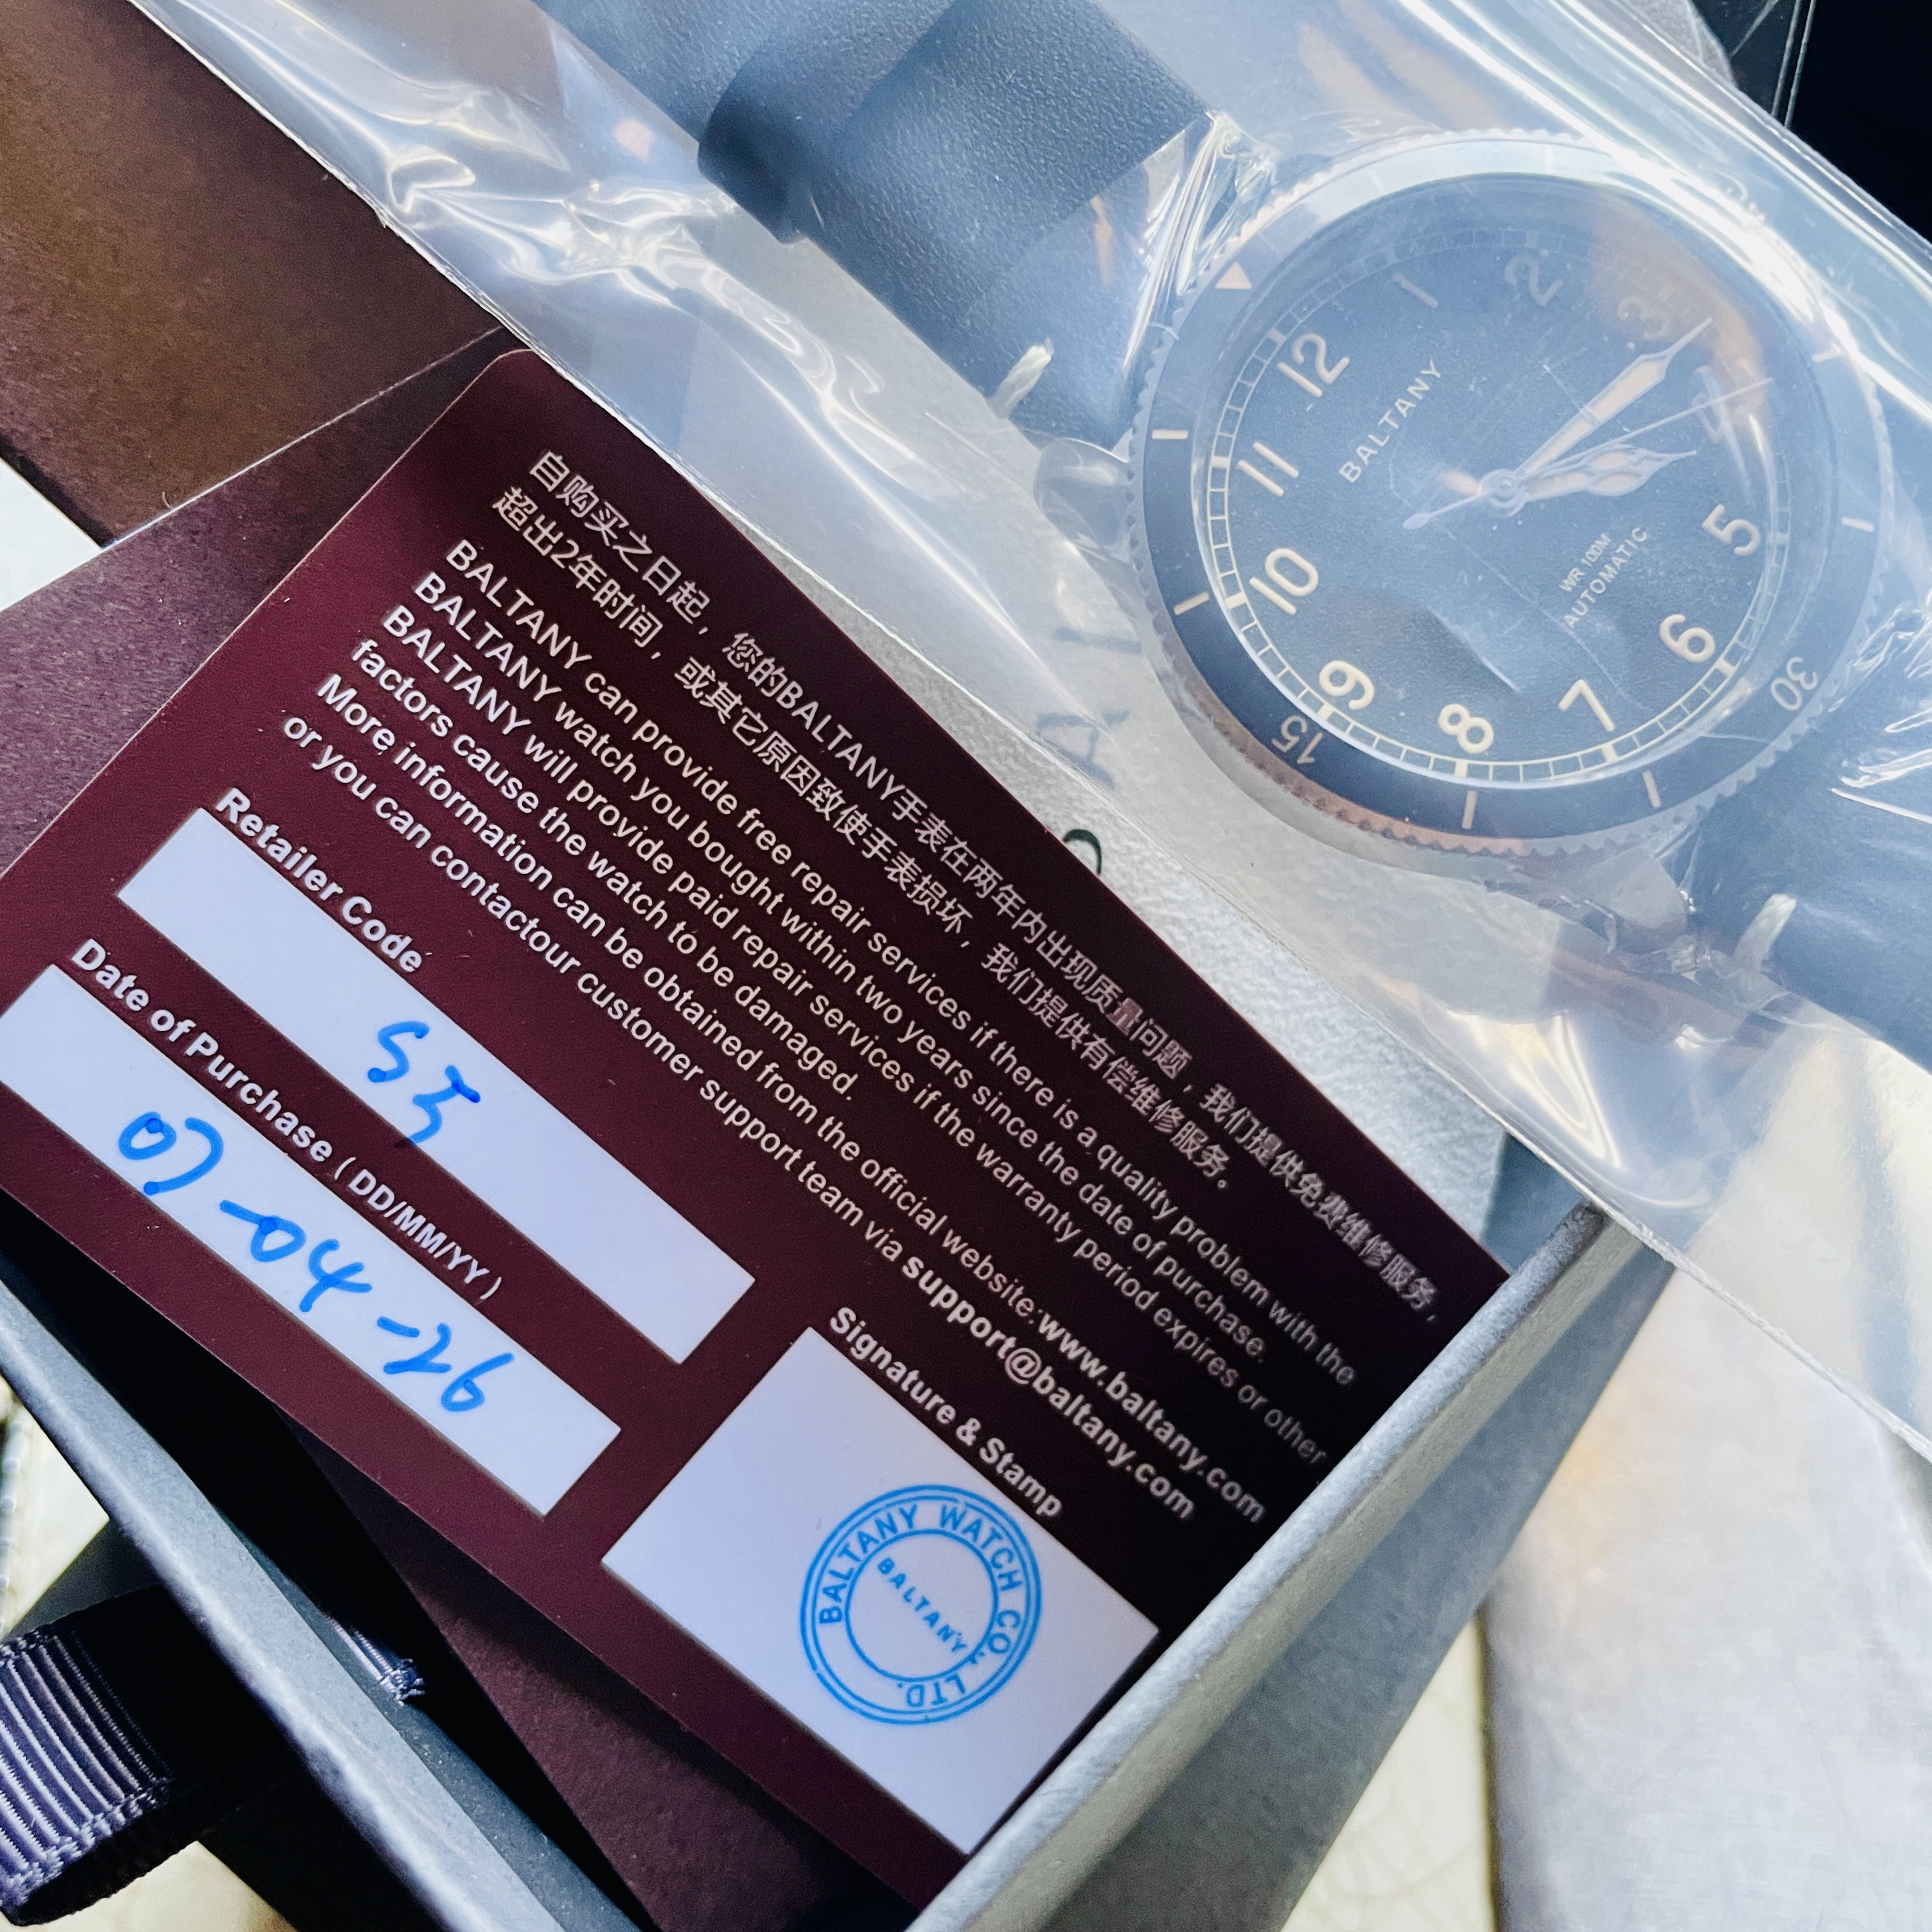 自购买之日起，您的BALTANY手表在两年内出现质量问题，我们提供免费维修服务，
超出2年时间，或其它原因致使手表损坏，我们提供有偿维修服务。
BALTANY can provide free repair services if there is a quality problem with the
BALTANY watch you bought within two years since the date of purchase.
BALTANY will provide paid repair services if the warranty period expires or other
factors cause the watch to be damaged.
More information can be obtained from the official website:www.baltany.com
or you can contactour customer support team via support@baltany.com
Retailer Code
Date of Purchase ( DD/MM/YY )
07-04-26
Signature & Stamp
BALTANY WATCH CO., LTD.
BALTANY
12
1
2
3
5
6
7
8
9
10
11
BALTANY
WR 100M
AUTOMATIC
15
30